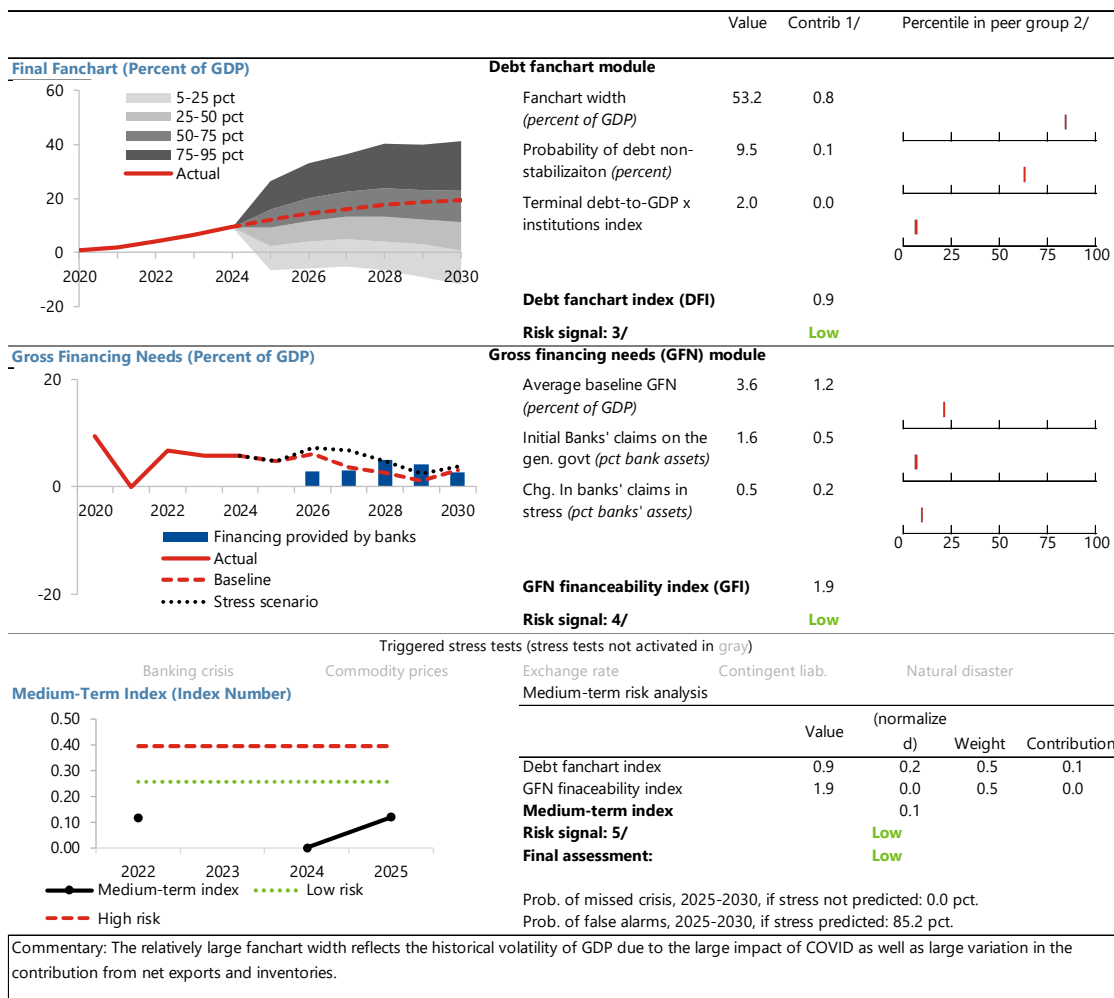 Value Contrib 1/ Percentile in peer group 2/
Final Fanchart (Percent of GDP)
60
40
20
0
-20
5-25 pct
25-50 pct
50-75 pct
75-95 pct
Actual
2020 2022 2024 2026 2028 2030
Debt fanchart module
Fanchart width 53.2 0.8
(percent of GDP)
Probability of debt non- 9.5 0.1
stabilizaiton (percent)
Terminal debt-to-GDP x 2.0 0.0
institutions index
0 25 50 75 100
Debt fanchart index (DFI) 0.9
Risk signal: 3/ Low
Gross Financing Needs (Percent of GDP)
20
0
-20
2020 2022 2024 2026 2028 2030
Financing provided by banks
Actual
Baseline
Stress scenario
Gross financing needs (GFN) module
Average baseline GFN 3.6 1.2
(percent of GDP)
Initial Banks' claims on the 1.6 0.5
gen. govt (pct bank assets)
Chg. In banks' claims in 0.5 0.2
stress (pct banks' assets)
0 25 50 75 100
GFN financeability index (GFI) 1.9
Risk signal: 4/ Low
Triggered stress tests (stress tests not activated in gray)
Banking crisis Commodity prices Exchange rate Contingent liab. Natural disaster
Medium-Term Index (Index Number)
0.50
0.40
0.30
0.20
0.10
0.00
2022 2023 2024 2025
Medium-term index Low risk
High risk
Medium-term risk analysis
Value (normalize
d) Weight Contribution
Debt fanchart index 0.9 0.2 0.5 0.1
GFN finaceability index 1.9 0.0 0.5 0.0
Medium-term index 0.1
Risk signal: 5/ Low
Final assessment: Low
Prob. of missed crisis, 2025-2030, if stress not predicted: 0.0 pct.
Prob. of false alarms, 2025-2030, if stress predicted: 85.2 pct.
Commentary: The relatively large fanchart width reflects the historical volatility of GDP due to the large impact of COVID as well as large variation in the
contribution from net exports and inventories.